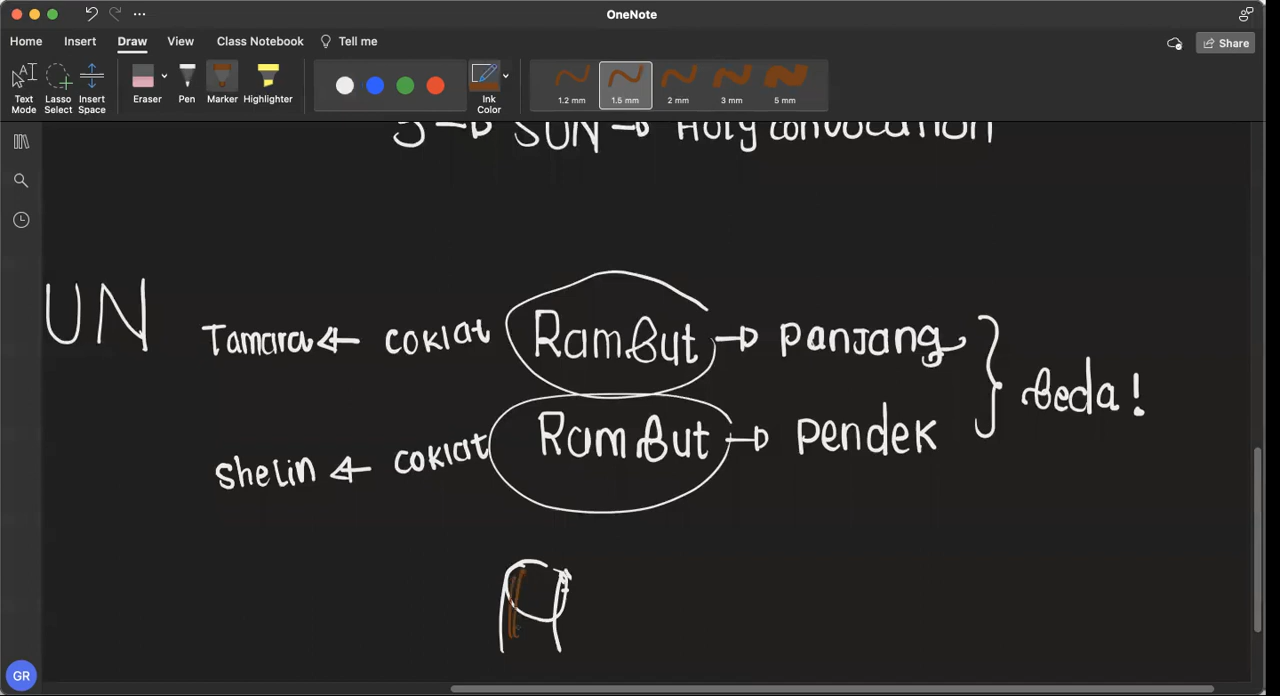 OneNote
Home Insert Draw View Class Notebook Tell me
Share
Text Mode
Lasso Select
Insert Space
Eraser
Pen
Marker
Highlighter
Ink Color
1.2 mm
1.5 mm
2 mm
3 mm
5 mm
5 → SUN → Holy convocation
UN
Tamara ← coklat Rambut → Panjang
Beda!
Shelin ← coklat Rambut → Pendek
GR